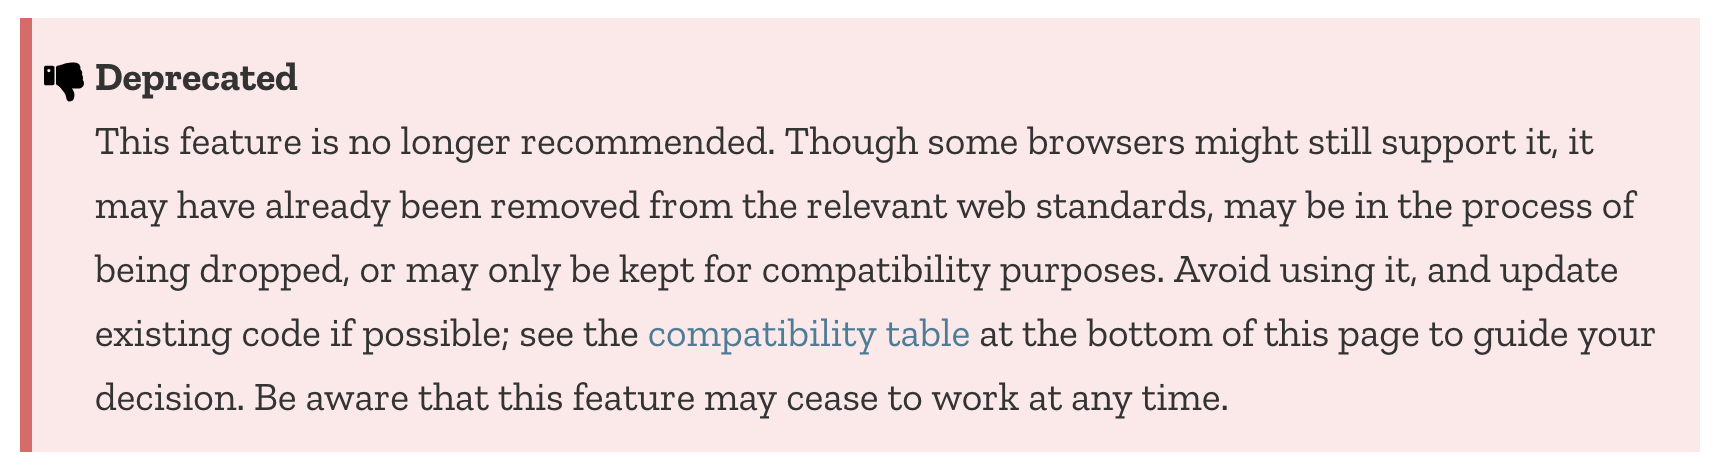 Deprecated
This feature is no longer recommended. Though some browsers might still support it, it
may have already been removed from the relevant web standards, may be in the process of
being dropped, or may only be kept for compatibility purposes. Avoid using it, and update
existing code if possible; see the compatibility table at the bottom of this page to guide your
decision. Be aware that this feature may cease to work at any time.